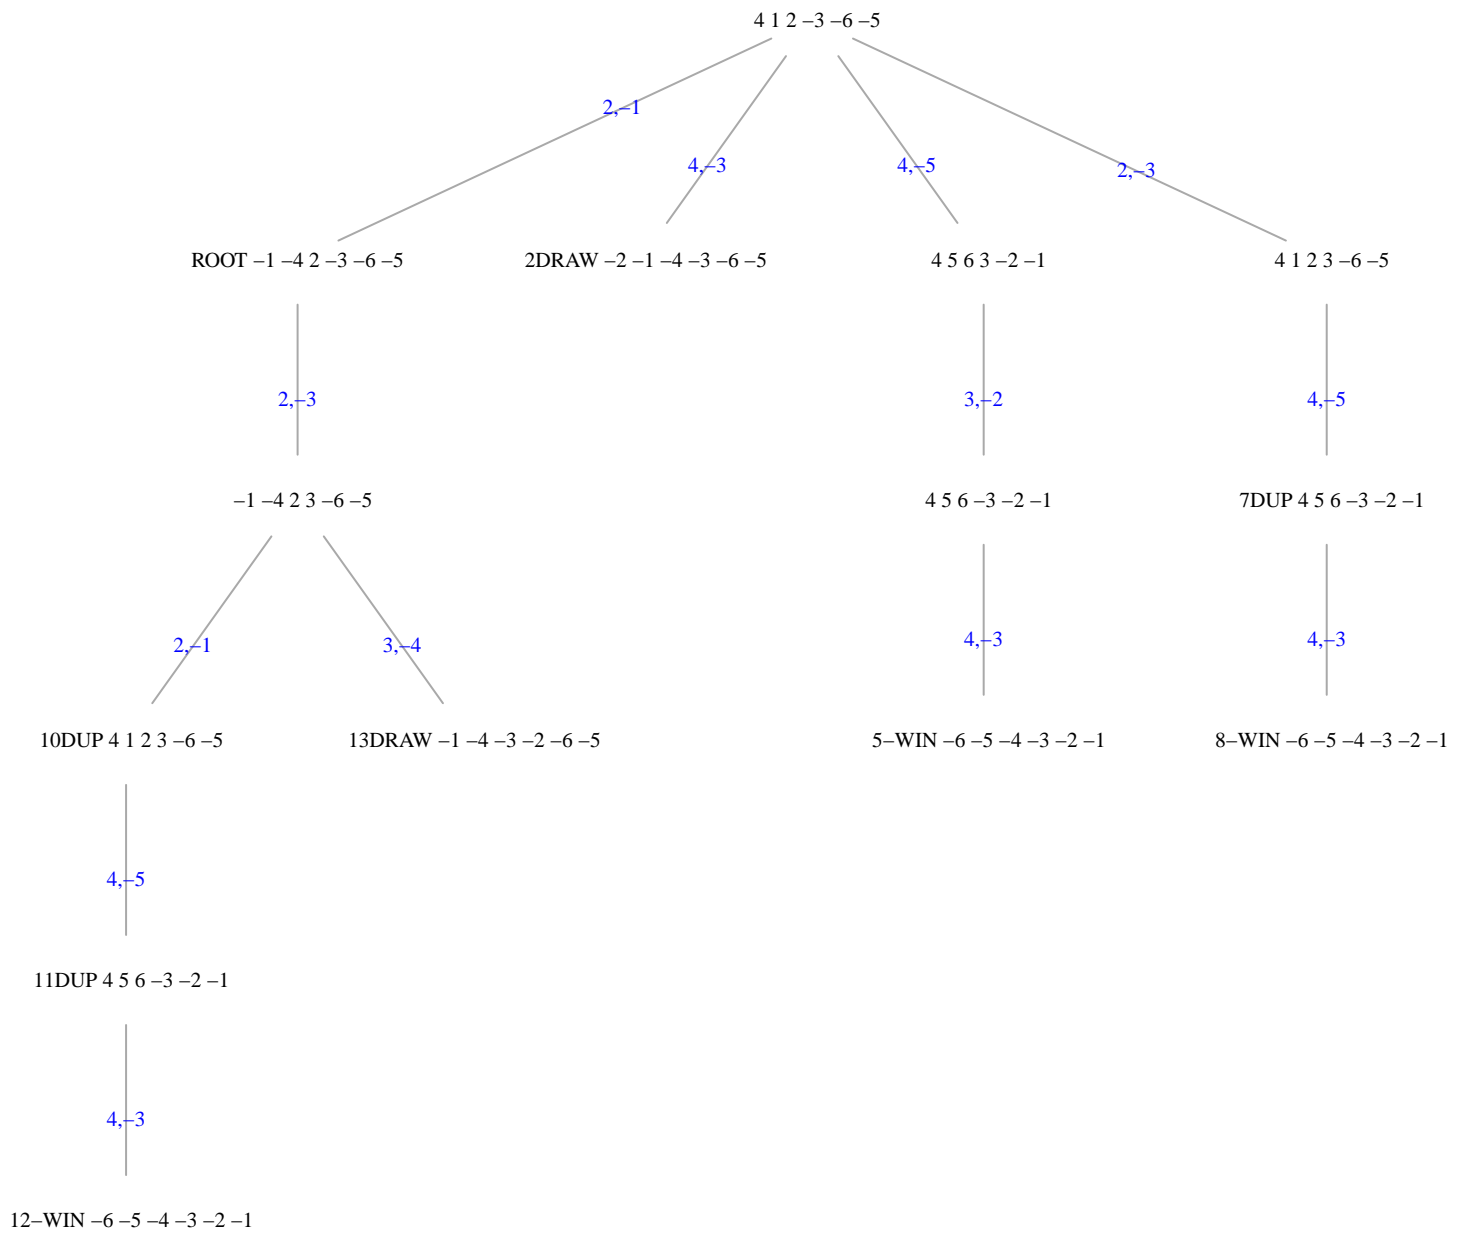 4 1 2 –3 –6 –5
2,–1
4,–3
4,–5
2,–3
ROOT –1 –4 2 –3 –6 –5
2DRAW –2 –1 –4 –3 –6 –5
4 5 6 3 –2 –1
4 1 2 3 –6 –5
2,–3
3,–2
4,–5
–1 –4 2 3 –6 –5
4 5 6 –3 –2 –1
7DUP 4 5 6 –3 –2 –1
2,–1
3,–4
4,–3
4,–3
10DUP 4 1 2 3 –6 –5
13DRAW –1 –4 –3 –2 –6 –5
5–WIN –6 –5 –4 –3 –2 –1
8–WIN –6 –5 –4 –3 –2 –1
4,–5
11DUP 4 5 6 –3 –2 –1
4,–3
12–WIN –6 –5 –4 –3 –2 –1